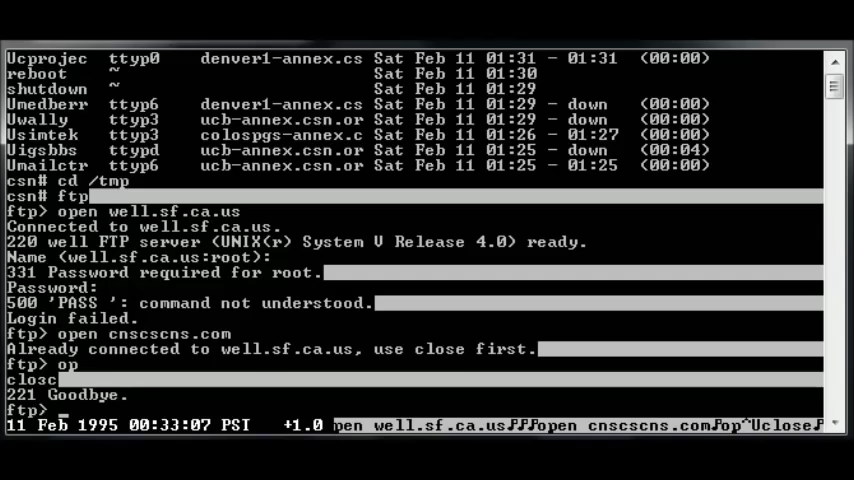 Ucprojec ttyp0 denver1-annex.cs Sat Feb 11 01:31 - 01:31 (00:00)
reboot ~ Sat Feb 11 01:30
shutdown ~ Sat Feb 11 01:29
Umedberr ttyp6 denver1-annex.cs Sat Feb 11 01:29 - down (00:00)
Uwally ttyp3 ucb-annex.csn.or Sat Feb 11 01:29 - down (00:00)
Usimtek ttyp3 colospgs-annex.c Sat Feb 11 01:26 - 01:27 (00:00)
Uigsbbs ttypd ucb-annex.csn.or Sat Feb 11 01:25 - down (00:04)
Umailctr ttyp6 ucb-annex.csn.or Sat Feb 11 01:25 - 01:25 (00:00)
csn# cd /tmp
csn# ftp
ftp> open well.sf.ca.us
Connected to well.sf.ca.us.
220 well FTP server (UNIX(r) System V Release 4.0) ready.
Name (well.sf.ca.us:root):
331 Password required for root.
Password:
500 'PASS ': command not understood.
Login failed.
ftp> open cnscscns.com
Already connected to well.sf.ca.us, use close first.
ftp> op
close
221 Goodbye.
ftp> _
11 Feb 1995 00:33:07 PST +1.0 pen well.sf.ca.us♪♪♪open cnscscns.com♪op^Uclose♪